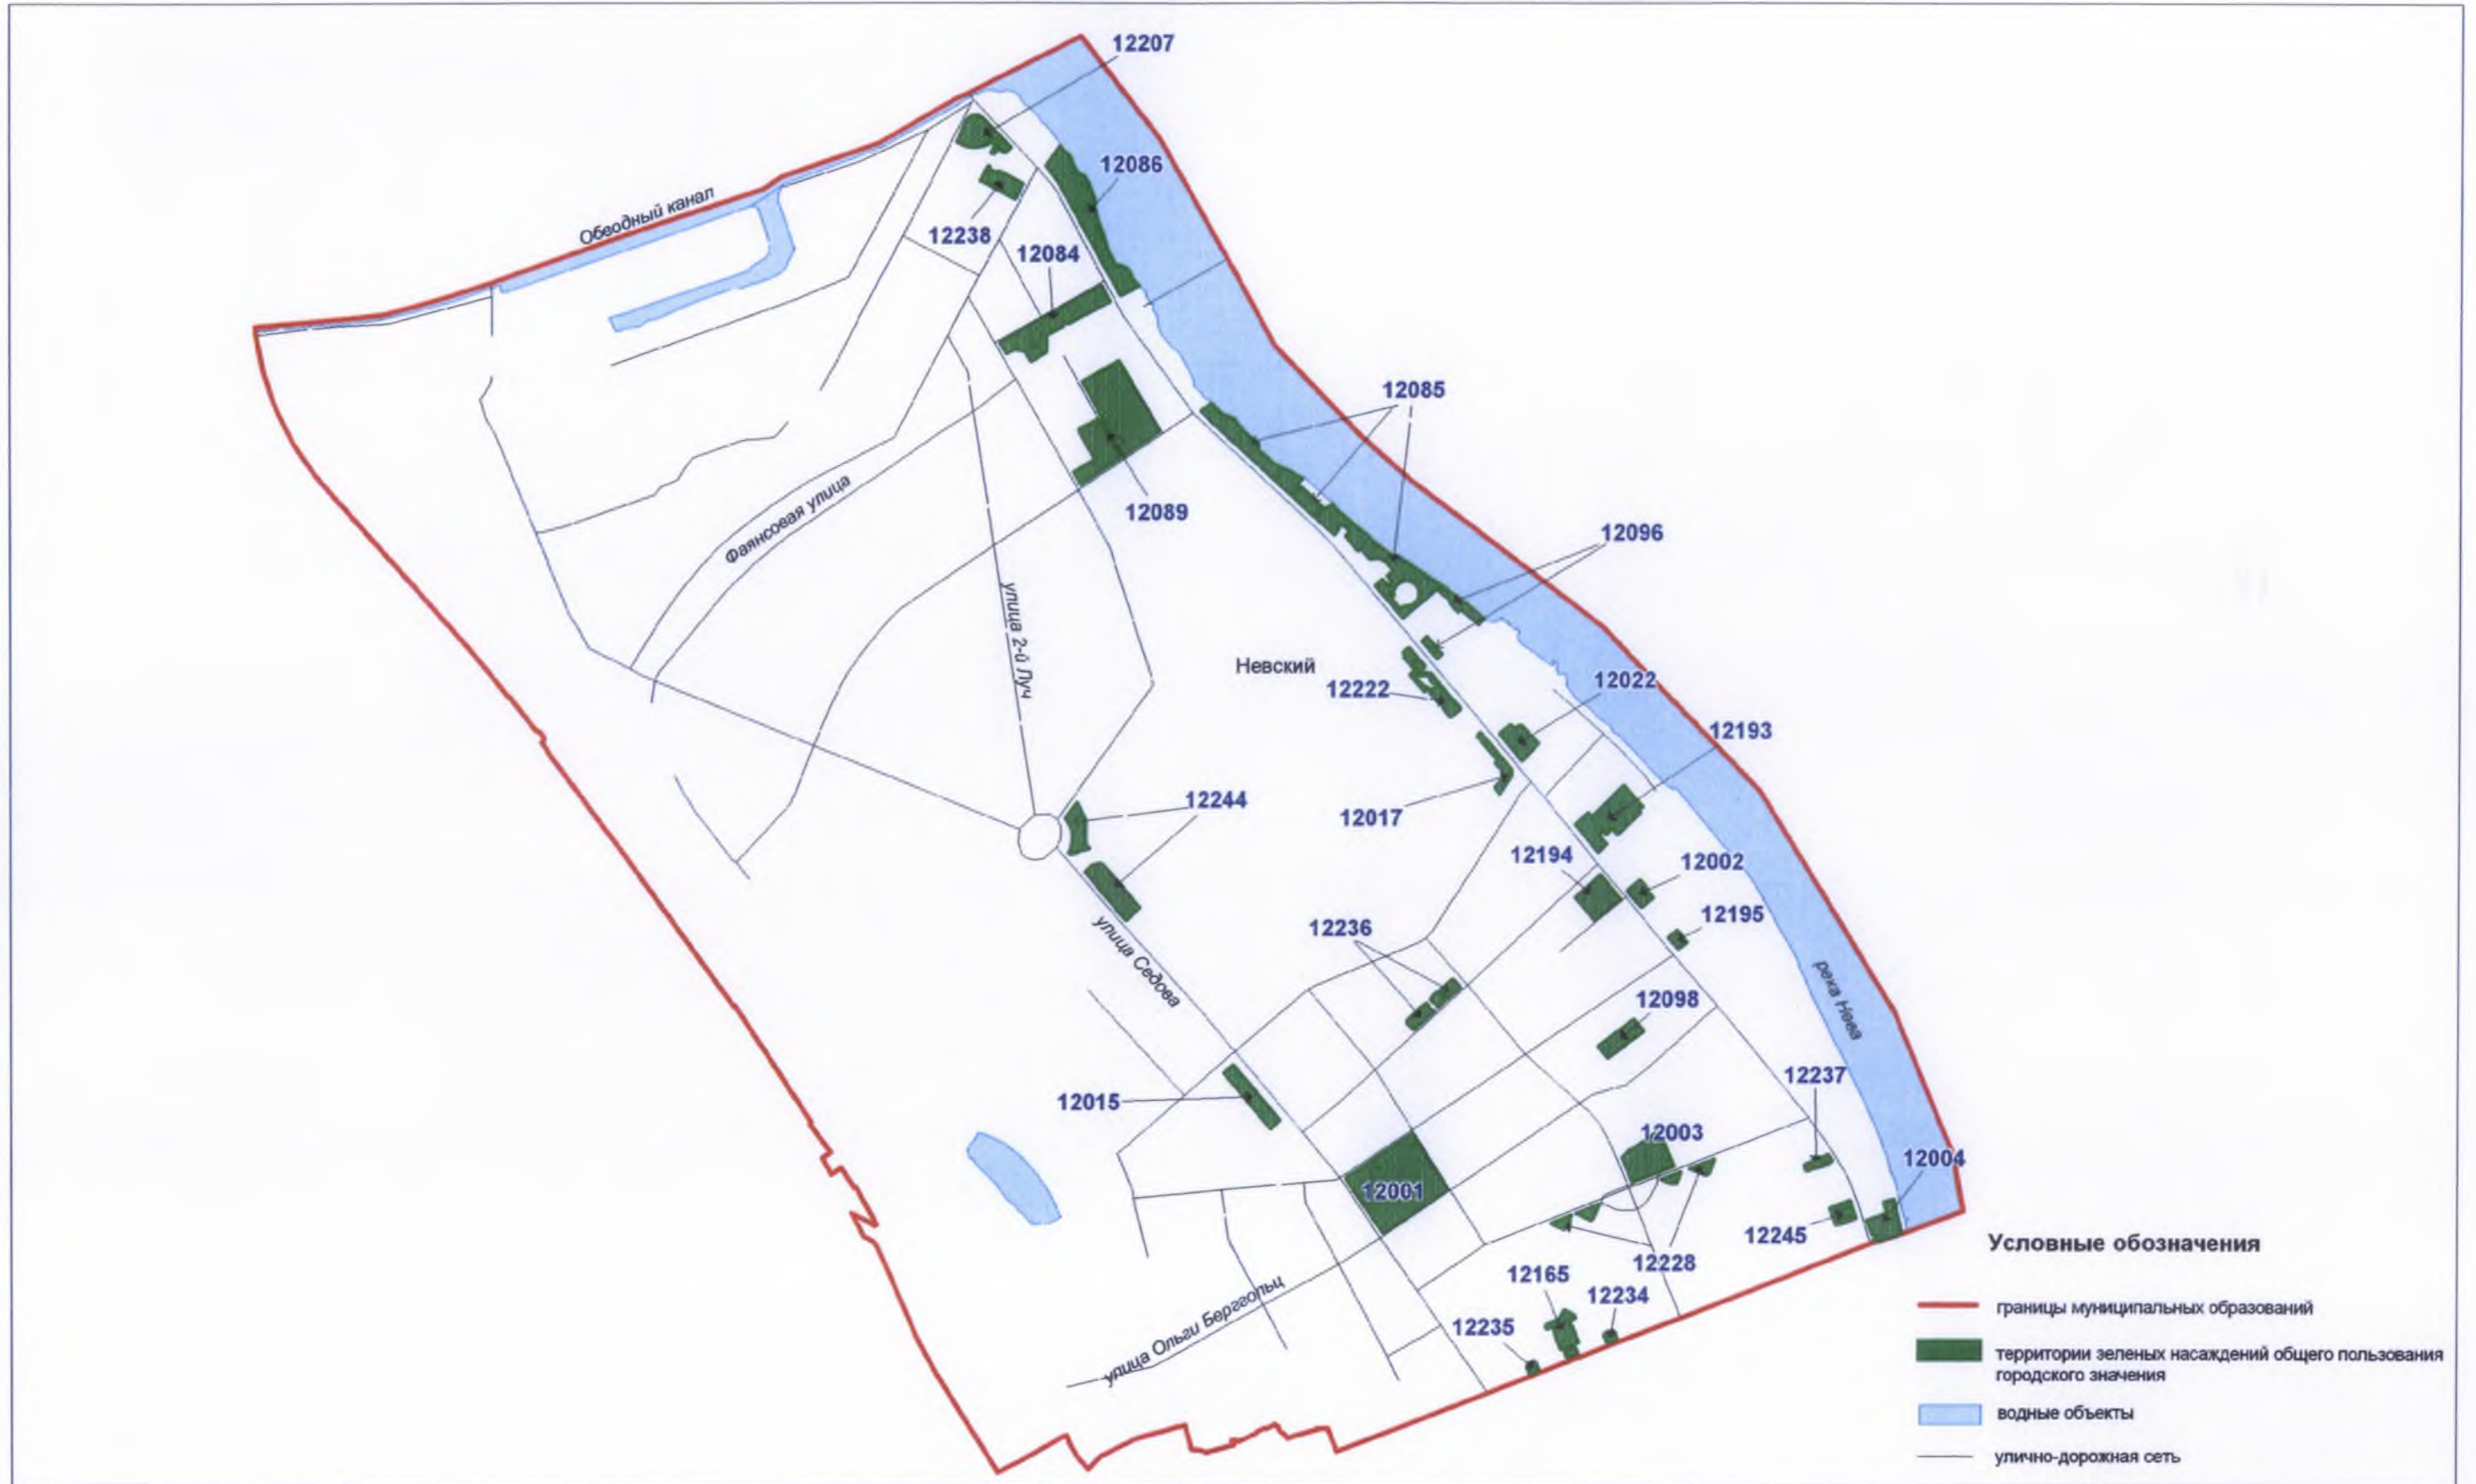 12207
12086
Обводный канал
12238
12084
12085
12089
Фаянсовая улица
12096
улица 2-й Луч
Невский
12022
12222
12193
12244
12017
12194
12002
12195
12236
улица Седова
река Нева
12098
12237
12015
12003
12004
12001
12245
12228
12165
12234
12235
улица Ольги Берггольц
Условные обозначения
границы муниципальных образований
территории зеленых насаждений общего пользования
городского значения
водные объекты
улично-дорожная сеть